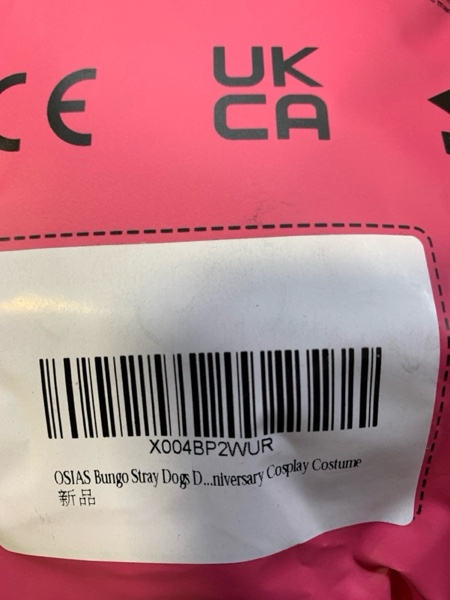 CE
UK
CA
X004BP2WUR
OSIAS Bungo Stray Dogs D...niversary Cosplay Costume
新品